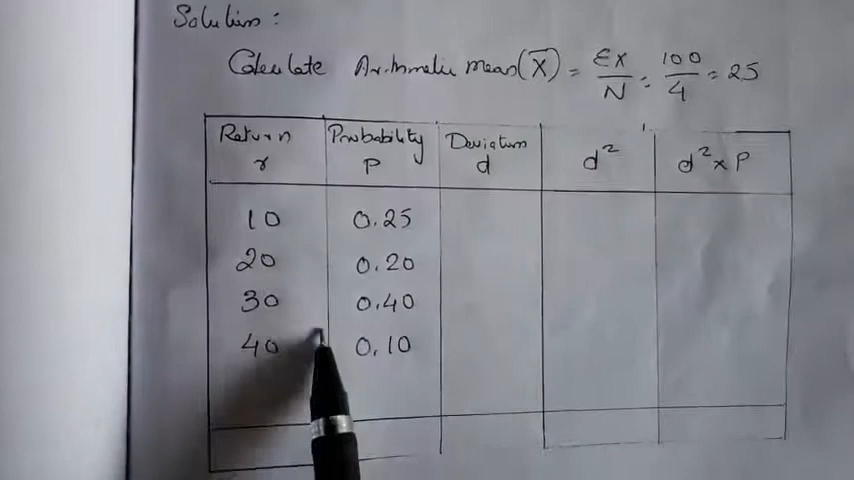 Solution:
Calculate Arithmetic mean (X̄) = ΣX/N = 100/4 = 25
Return r | Probability P | Deviation d | d² | d² x P
10 | 0.25
20 | 0.20
30 | 0.40
40 | 0.10